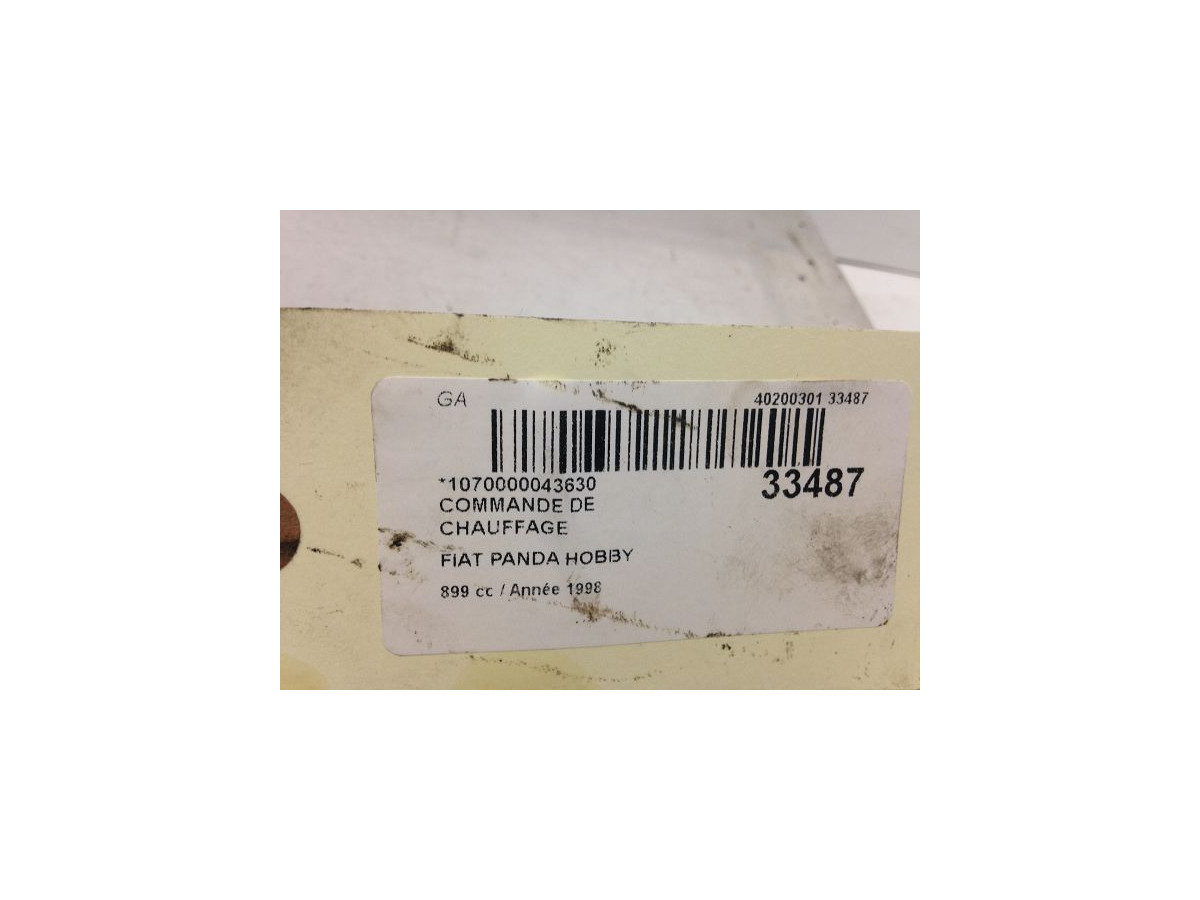 GA 40200301 33487
*1070000043630 33487
COMMANDE DE
CHAUFFAGE
FIAT PANDA HOBBY
899 cc / Année 1998